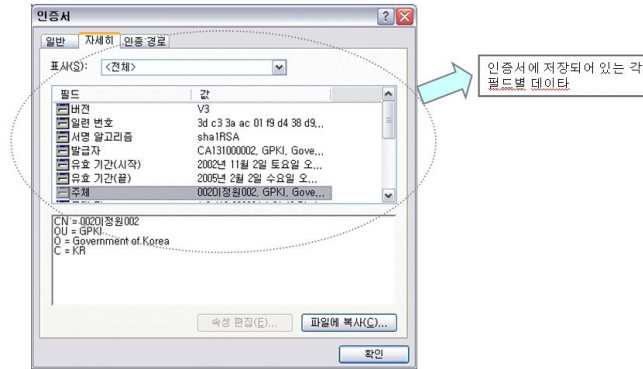 인증서
일반 자세히 인증 경로
표시(S): <전체>
필드 값
버전 V3
일련 번호 3d c3 3a ac 01 f9 d4 38 d9...
서명 알고리즘 sha1RSA
발급자 CA131000002, GPKI, Gove...
유효 기간(시작) 2002년 11월 2일 토요일 오...
유효 기간(끝) 2005년 2월 2일 수요일 오...
주체 002이정원002, GPKI, Gove...
CN = 002이정원002
OU = GPKI
O = Government of Korea
C = KR
속성 편집(E)... 파일에 복사(C)...
확인
인증서에 저장되어 있는 각
필드별 데이타